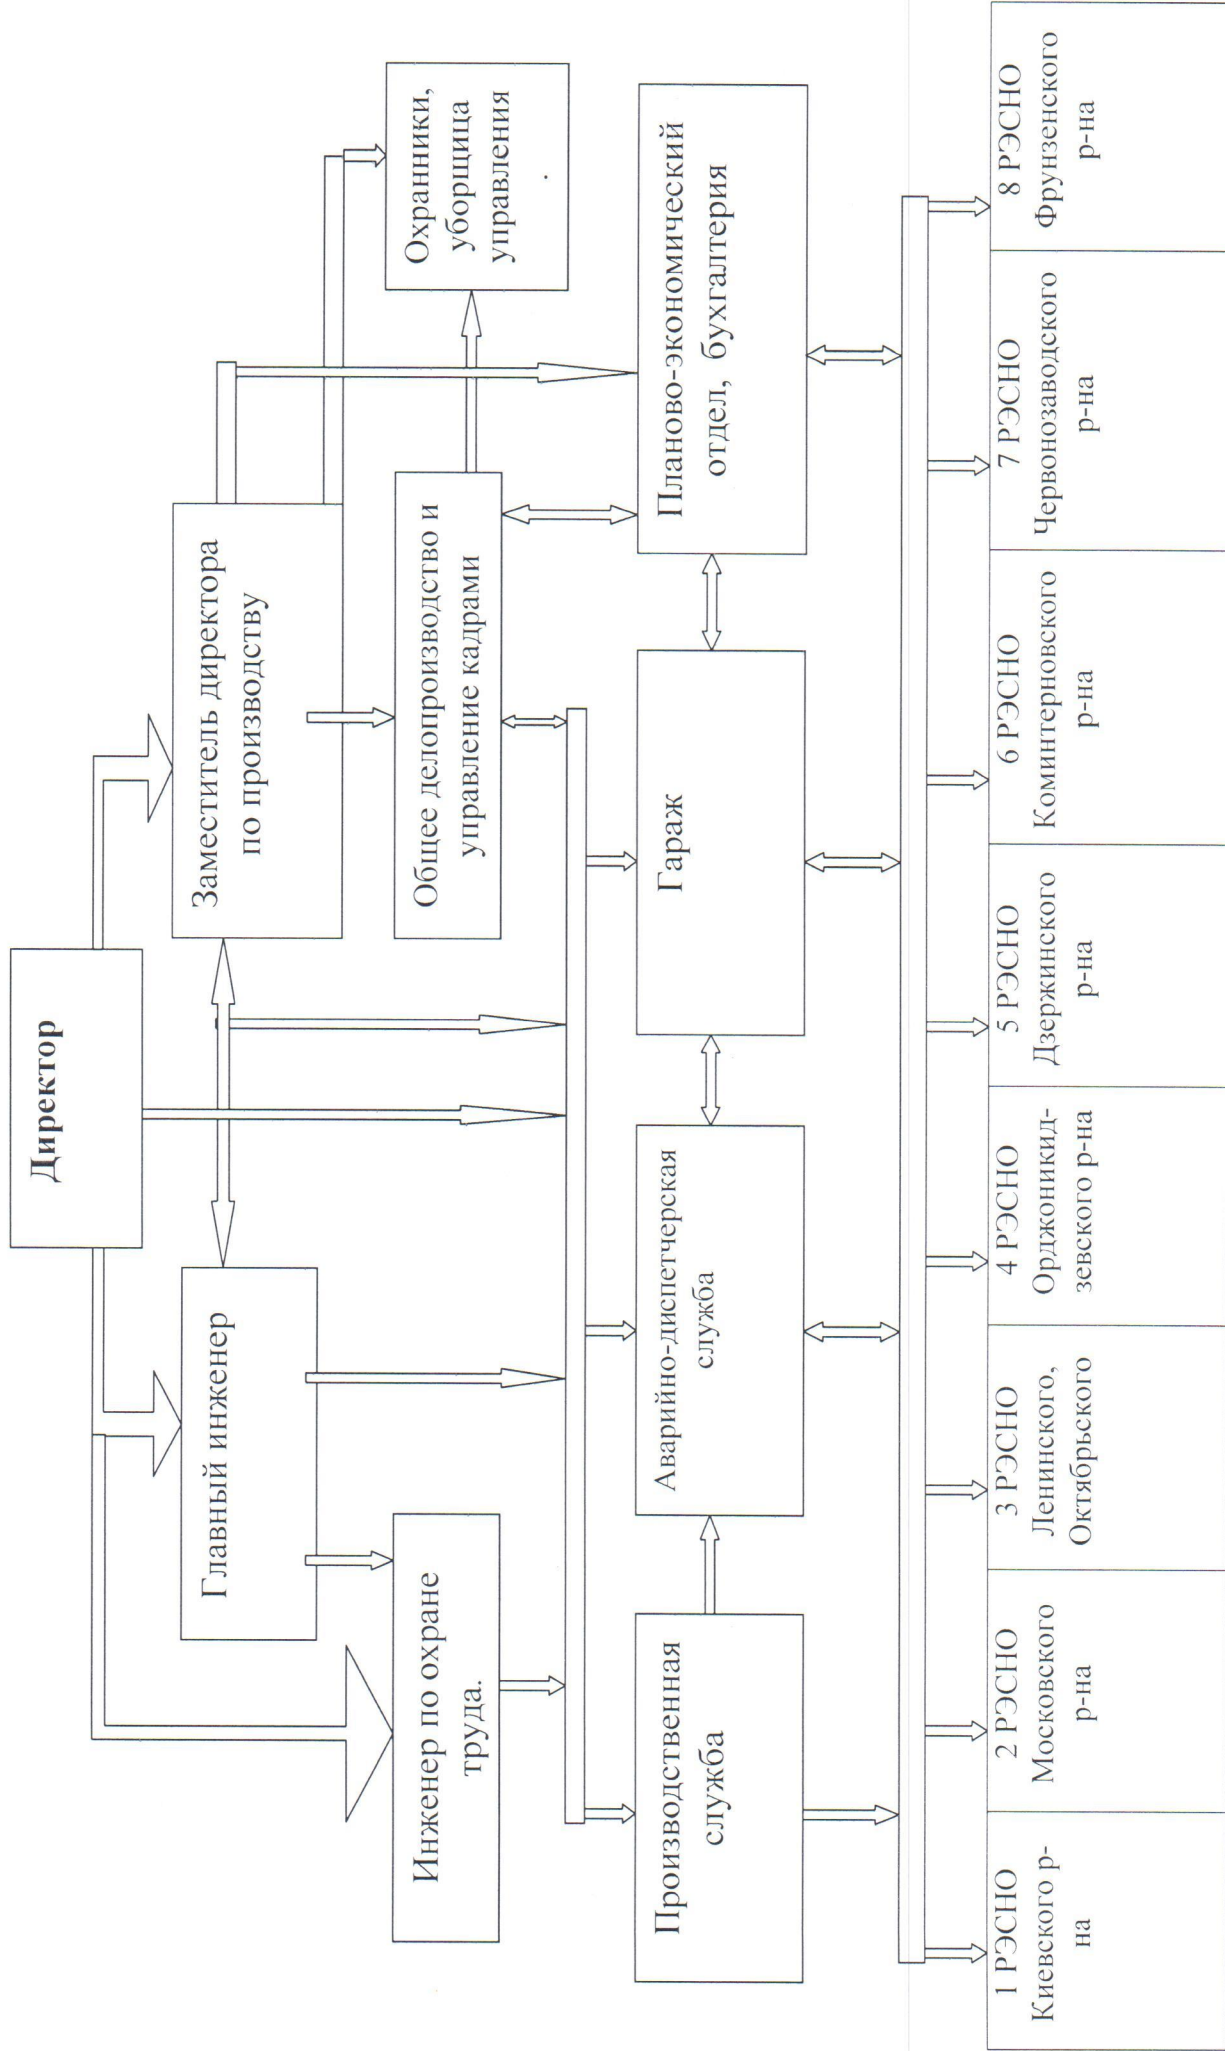 Директор
Главный инженер
Заместитель директора
по производству
Инженер по охране
труда.
Общее делопроизводство и
управление кадрами
Охранники,
уборщица
управления
Производственная
служба
Аварийно-диспетчерская
служба
Гараж
Планово-экономический
отдел, бухгалтерия
1 РЭСНО
Киевского р-
на
2 РЭСНО
Московского
р-на
3 РЭСНО
Ленинского,
Октябрьского
4 РЭСНО
Орджоникид-
зевского р-на
5 РЭСНО
Дзержинского
р-на
6 РЭСНО
Коминтерновского
р-на
7 РЭСНО
Червонозаводского
р-на
8 РЭСНО
Фрунзенского
р-на